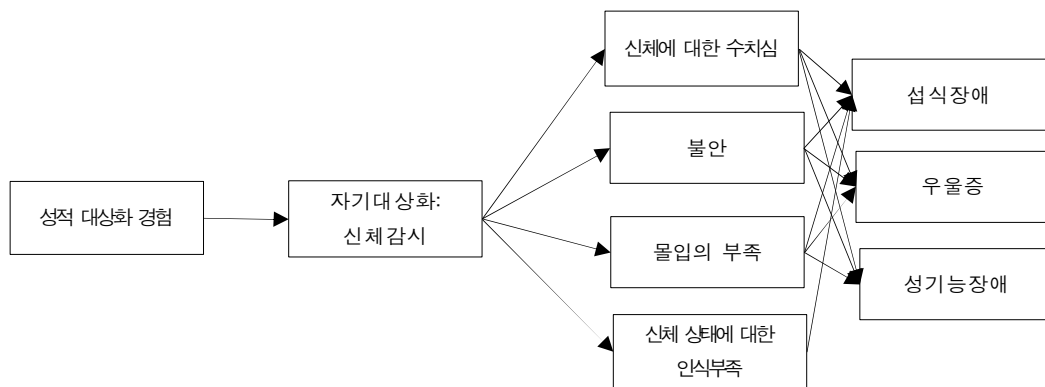 성적 대상화 경험
자기대상화:
신체감시
신체에 대한 수치심
불안
몰입의 부족
신체 상태에 대한
인식부족
섭식장애
우울증
성기능장애